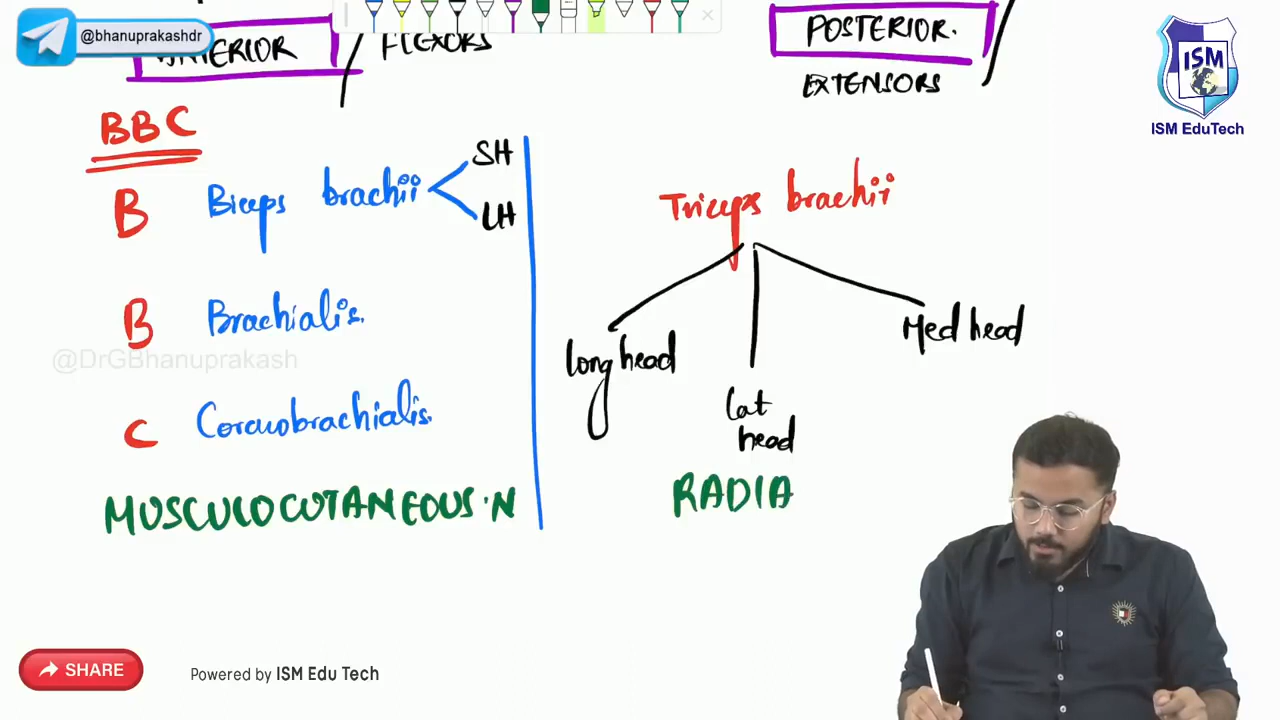 @bhanuprakashdr
FLEXORS
POSTERIOR.
EXTENSORS
ISM
ISM EduTech
BBC
B Biceps brachii
SH
LH
B Brachialis.
@DrGBhanuprakash
C Coracobrachialis.
MUSCULOCUTANEOUS.N
Triceps brachii
Long head
Lat
head
Med head
RADIA
SHARE
Powered by ISM Edu Tech